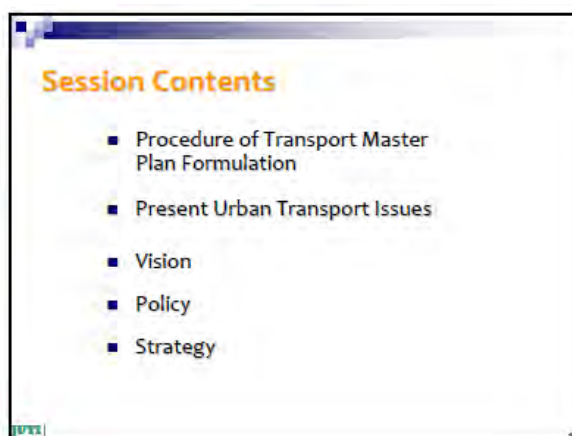 Session Contents
Procedure of Transport Master
Plan Formulation
Present Urban Transport Issues
Vision
Policy
Strategy